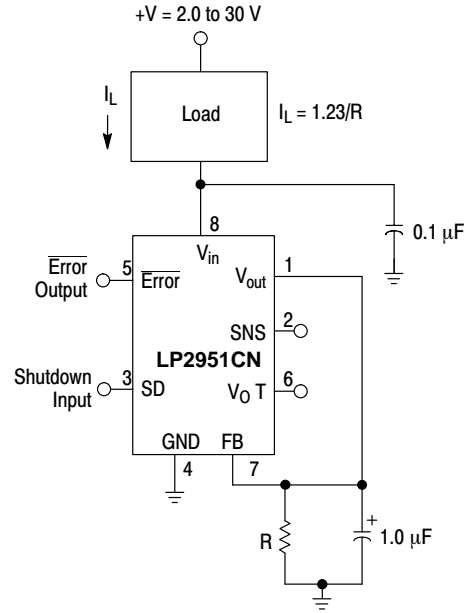 +V = 2.0 to 30 V
I_L
Load
I_L = 1.23/R
8
0.1 µF
V_in
Error
Output
5
Error
V_out
1
SNS
2
LP2951CN
Shutdown
Input
3
SD
V_O T
6
GND
FB
4
7
R
+
1.0 µF